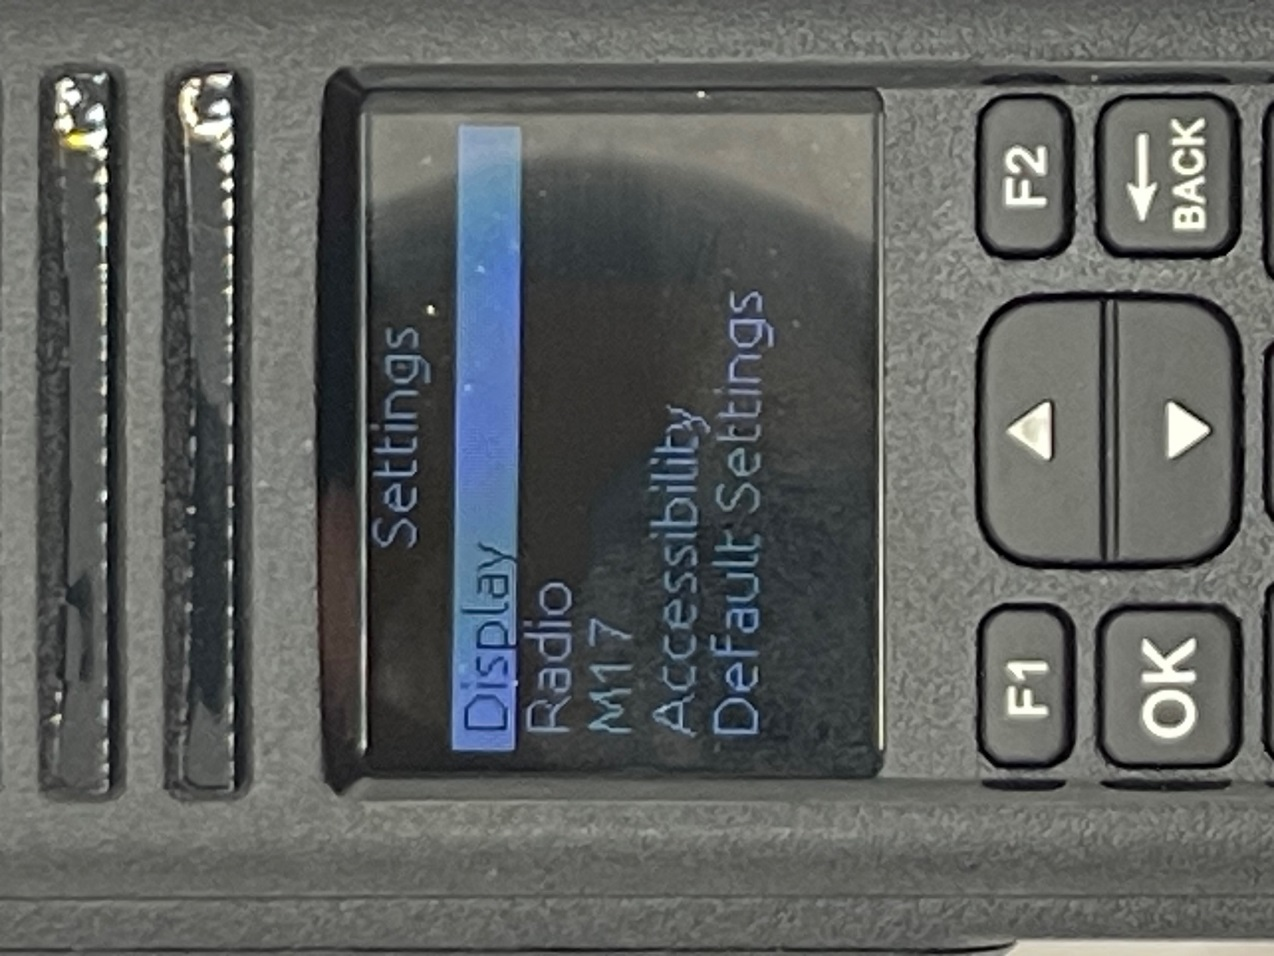 Settings
Display
Radio
M17
Accessibility
Default Settings
F1
F2
OK
BACK